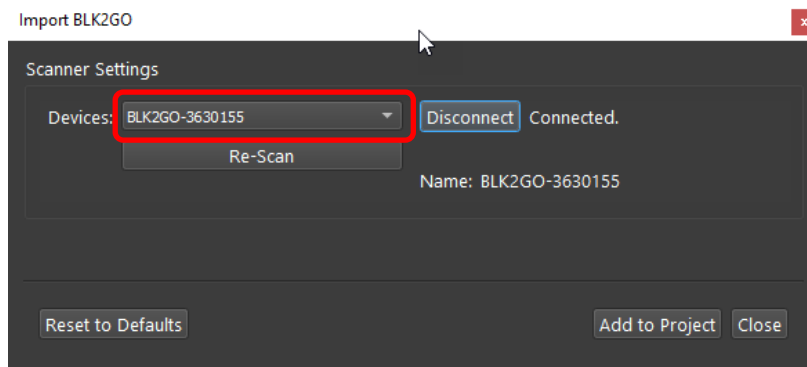 Import BLK2GO
x
Scanner Settings
Devices: BLK2GO-3630155 Disconnect Connected.
Re-Scan
Name: BLK2GO-3630155
Reset to Defaults Add to Project Close